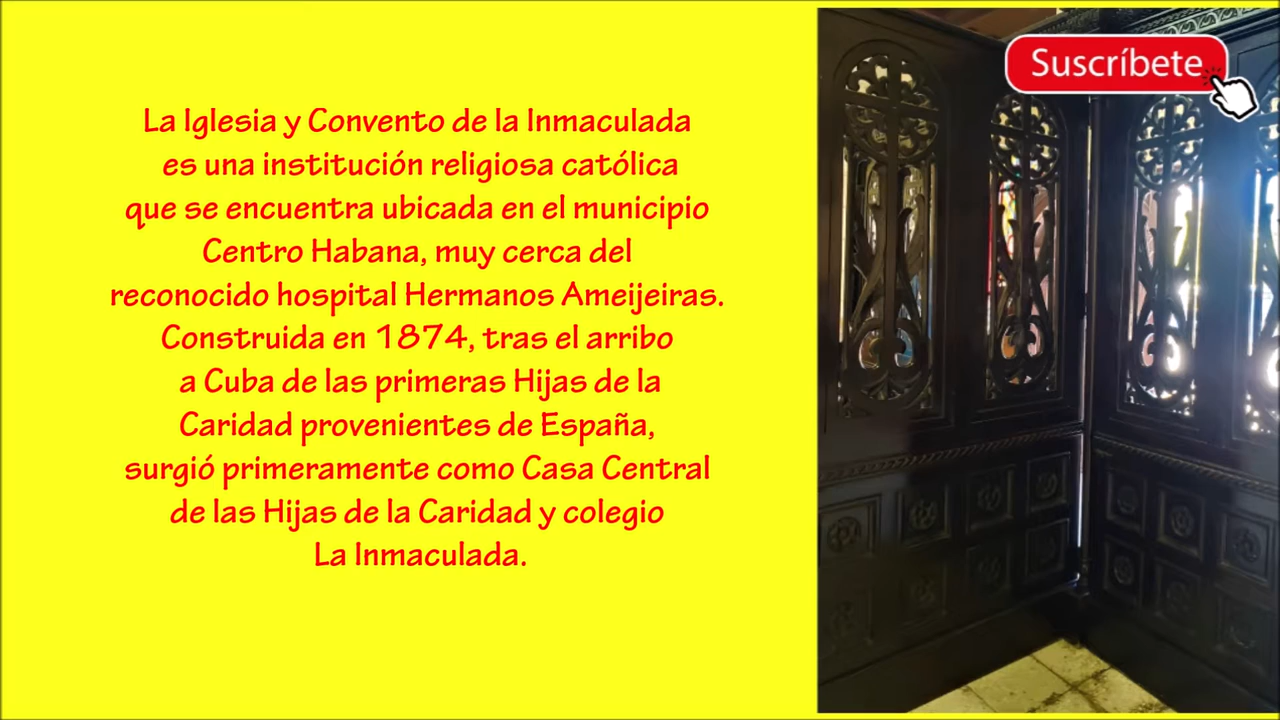 La Iglesia y Convento de la Inmaculada
es una institución religiosa católica
que se encuentra ubicada en el municipio
Centro Habana, muy cerca del
reconocido hospital Hermanos Ameijeiras.
Construida en 1874, tras el arribo
a Cuba de las primeras Hijas de la
Caridad provenientes de España,
surgió primeramente como Casa Central
de las Hijas de la Caridad y colegio
La Inmaculada.
Suscríbete